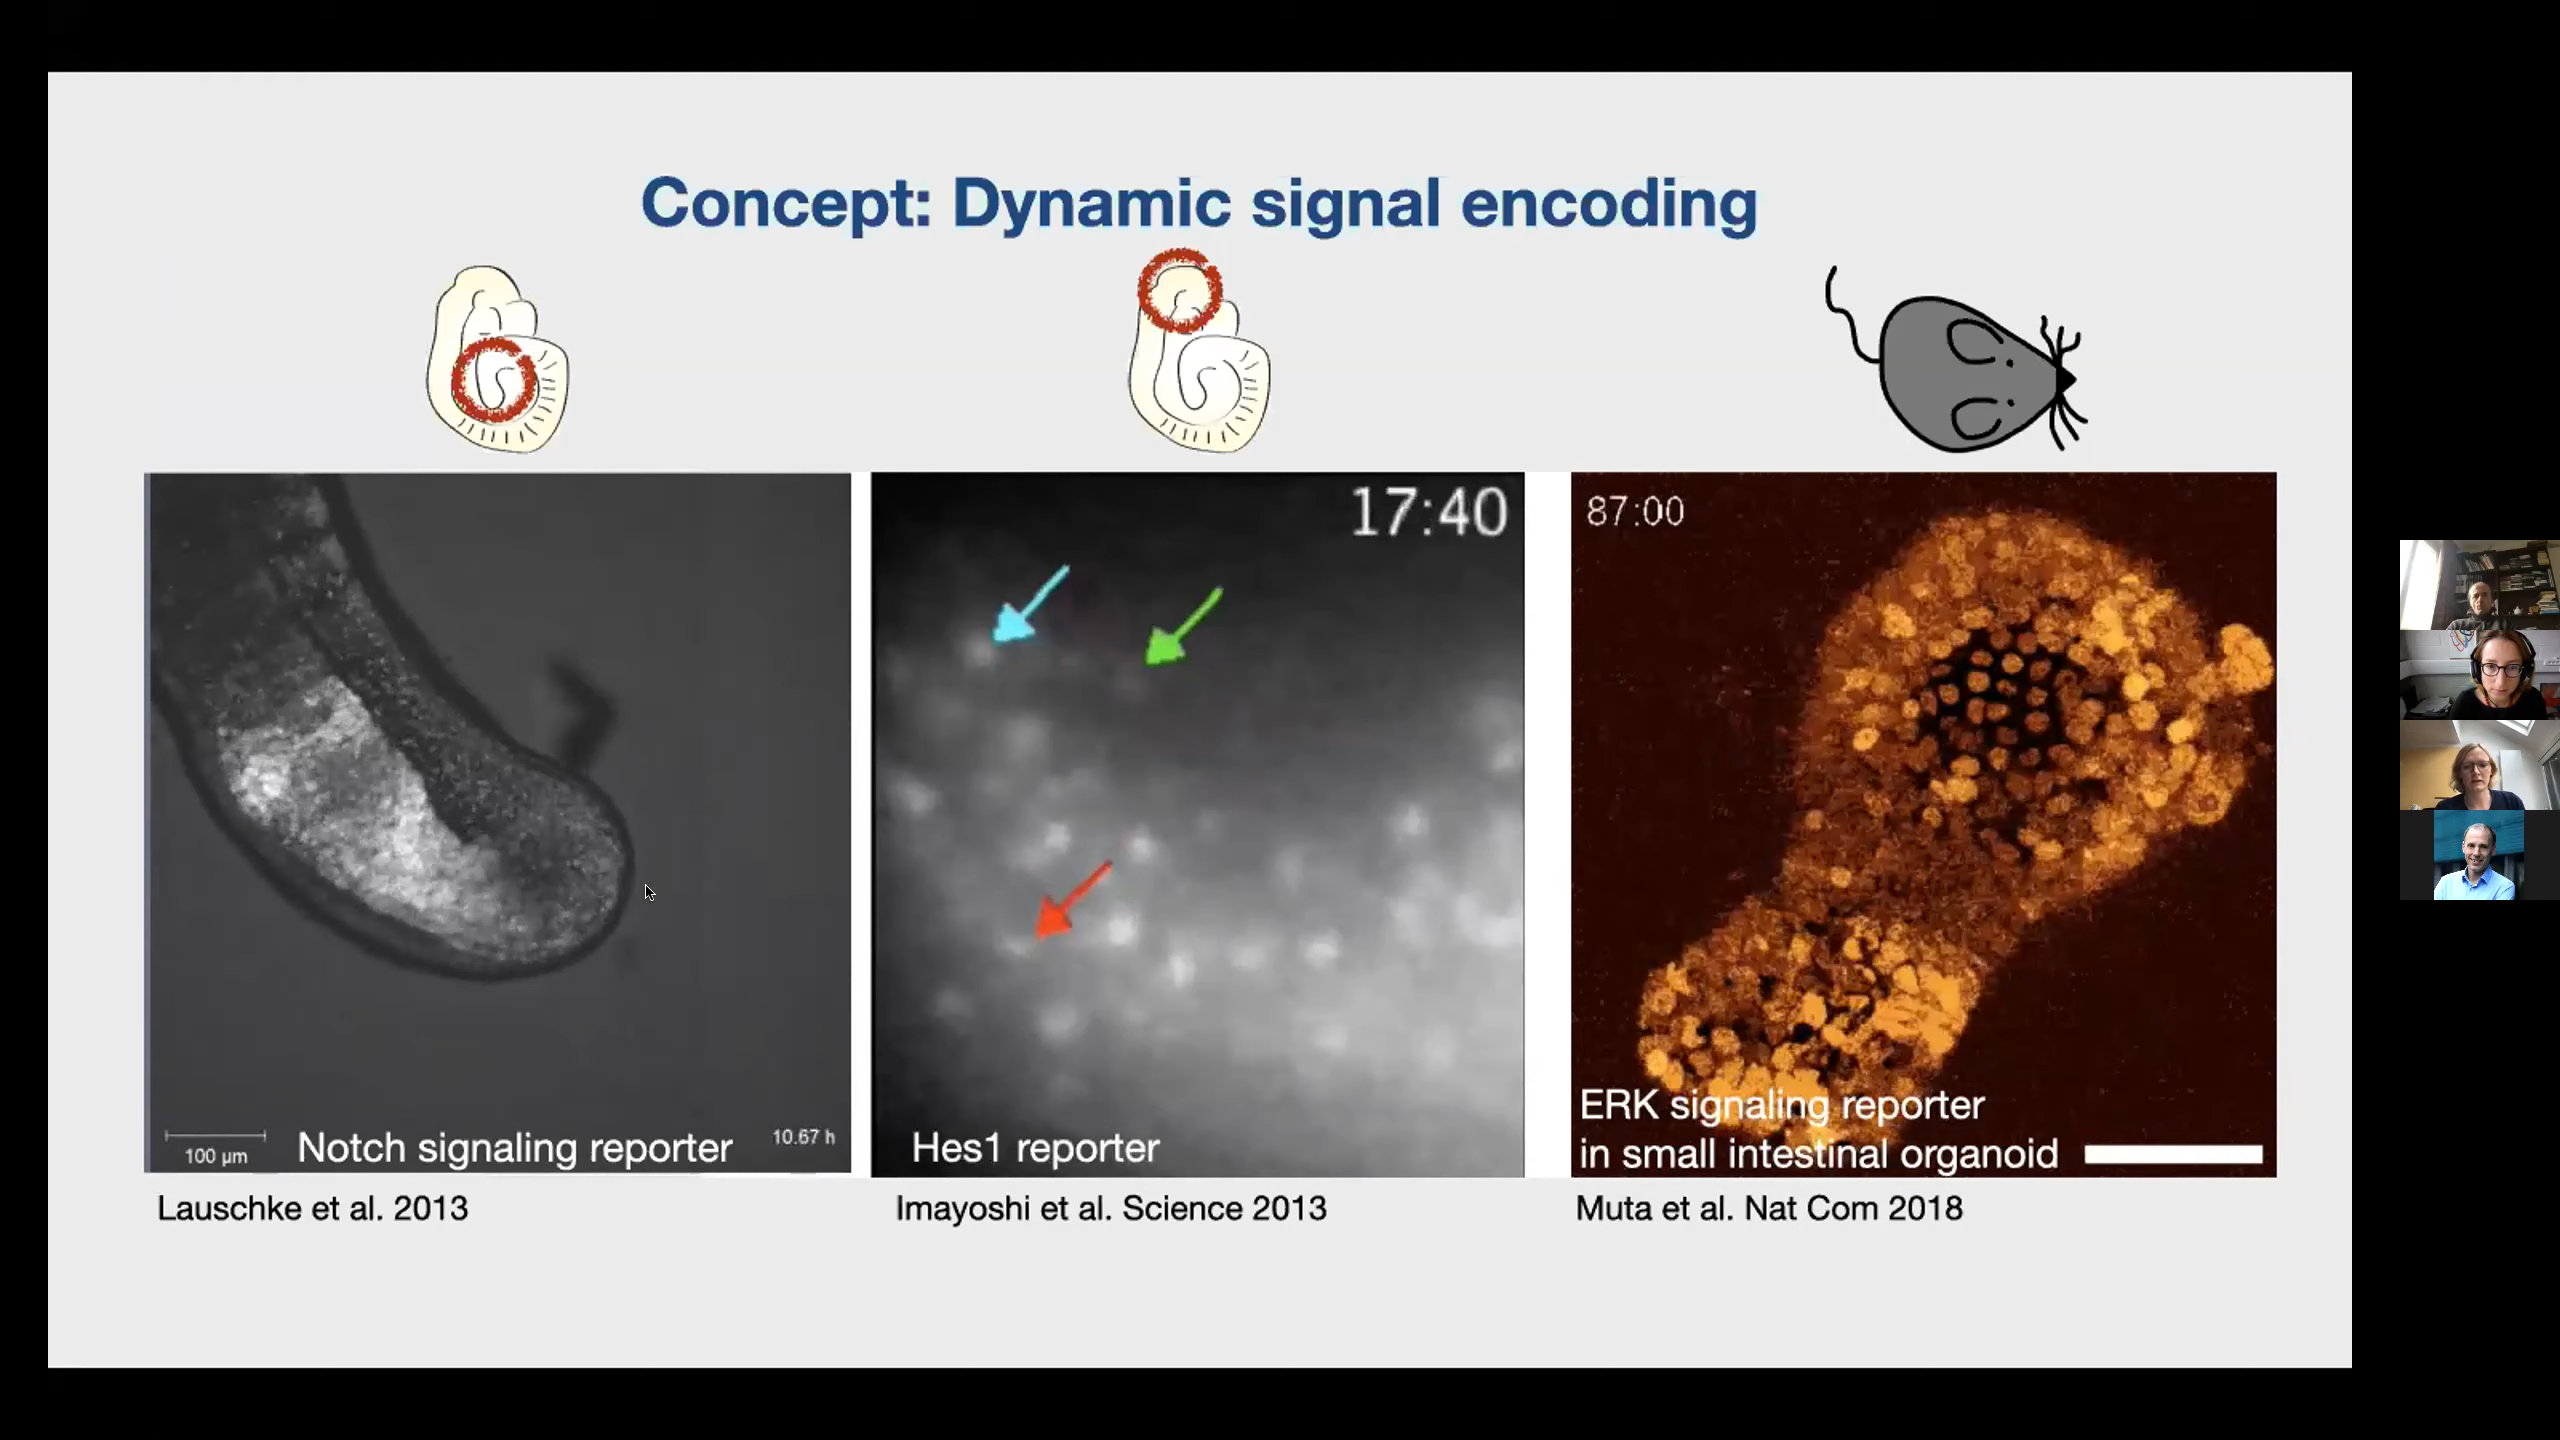 Concept: Dynamic signal encoding
17:40
87:00
100 µm
Notch signaling reporter
10.67 h
Hes1 reporter
ERK signaling reporter
in small intestinal organoid
Lauschke et al. 2013
Imayoshi et al. Science 2013
Muta et al. Nat Com 2018